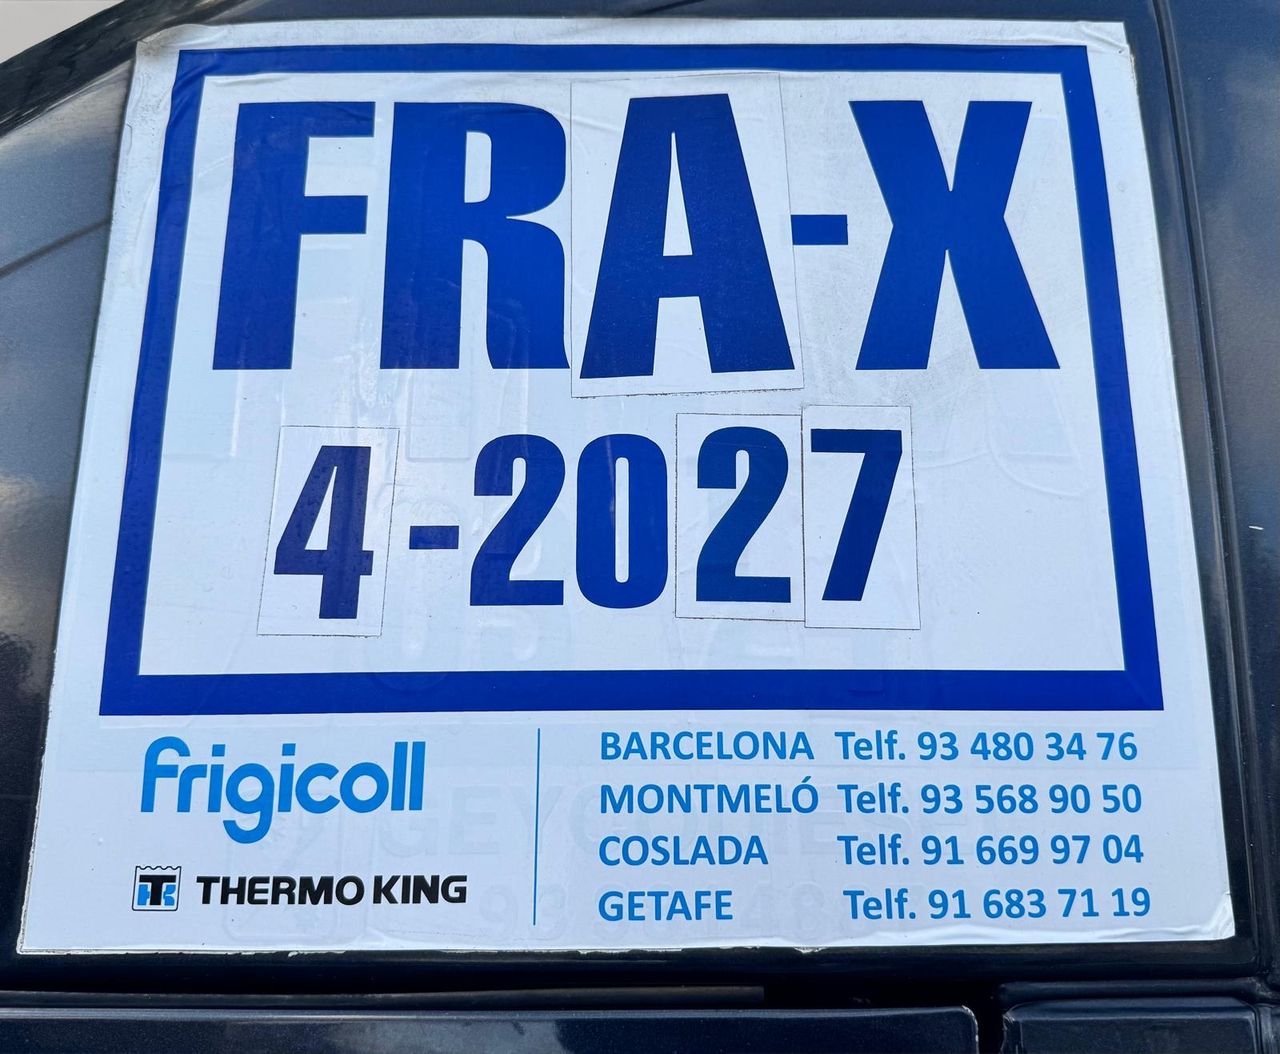 FRA-X
4-2027
frigicoll
THERMO KING
BARCELONA Telf. 93 480 34 76
MONTMELÓ Telf. 93 568 90 50
COSLADA Telf. 91 669 97 04
GETAFE Telf. 91 683 71 19